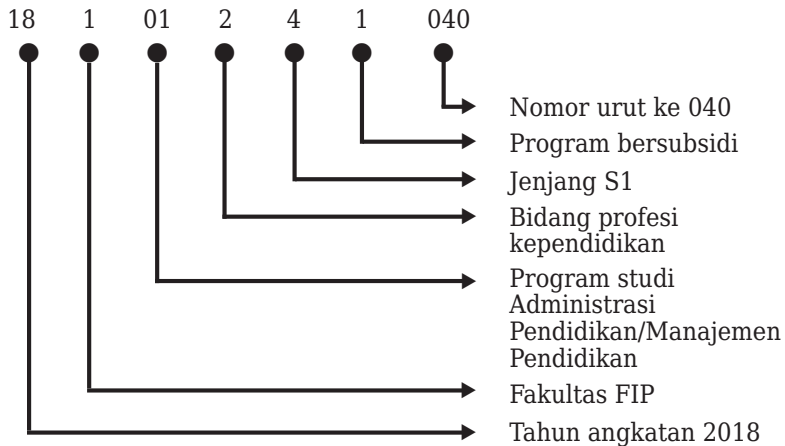 18 1 01 2 4 1 040
Nomor urut ke 040
Program bersubsidi
Jenjang S1
Bidang profesi
kependidikan
Program studi
Administrasi
Pendidikan/Manajemen
Pendidikan
Fakultas FIP
Tahun angkatan 2018